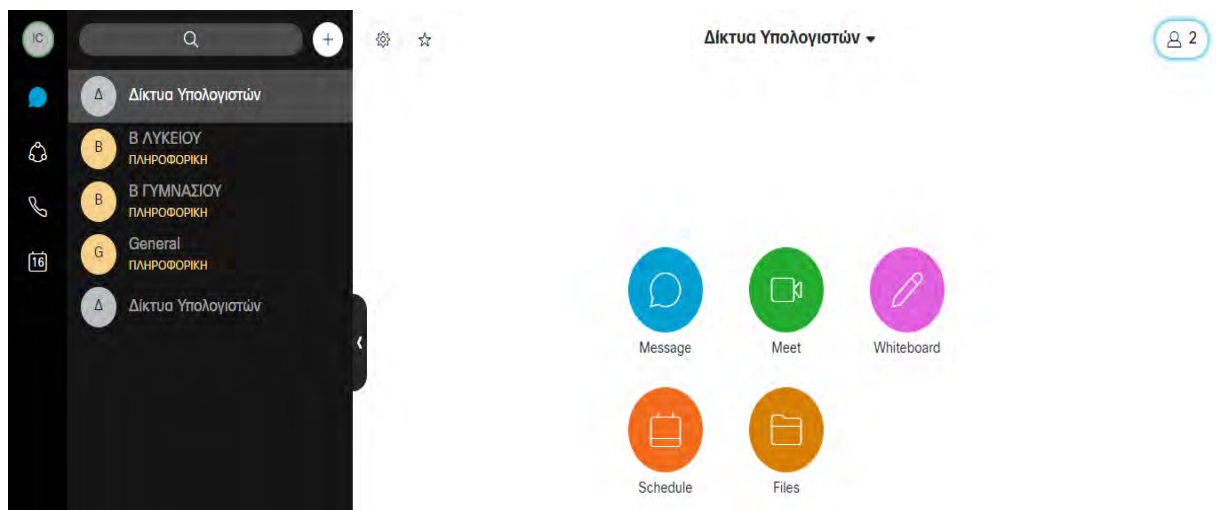 IC
+
Δίκτυα Υπολογιστών
2
Δ
Δίκτυα Υπολογιστών
B
Β ΛΥΚΕΙΟΥ
ΠΛΗΡΟΦΟΡΙΚΗ
B
Β ΓΥΜΝΑΣΙΟΥ
ΠΛΗΡΟΦΟΡΙΚΗ
G
General
ΠΛΗΡΟΦΟΡΙΚΗ
16
Δ
Δίκτυα Υπολογιστών
Message
Meet
Whiteboard
Schedule
Files